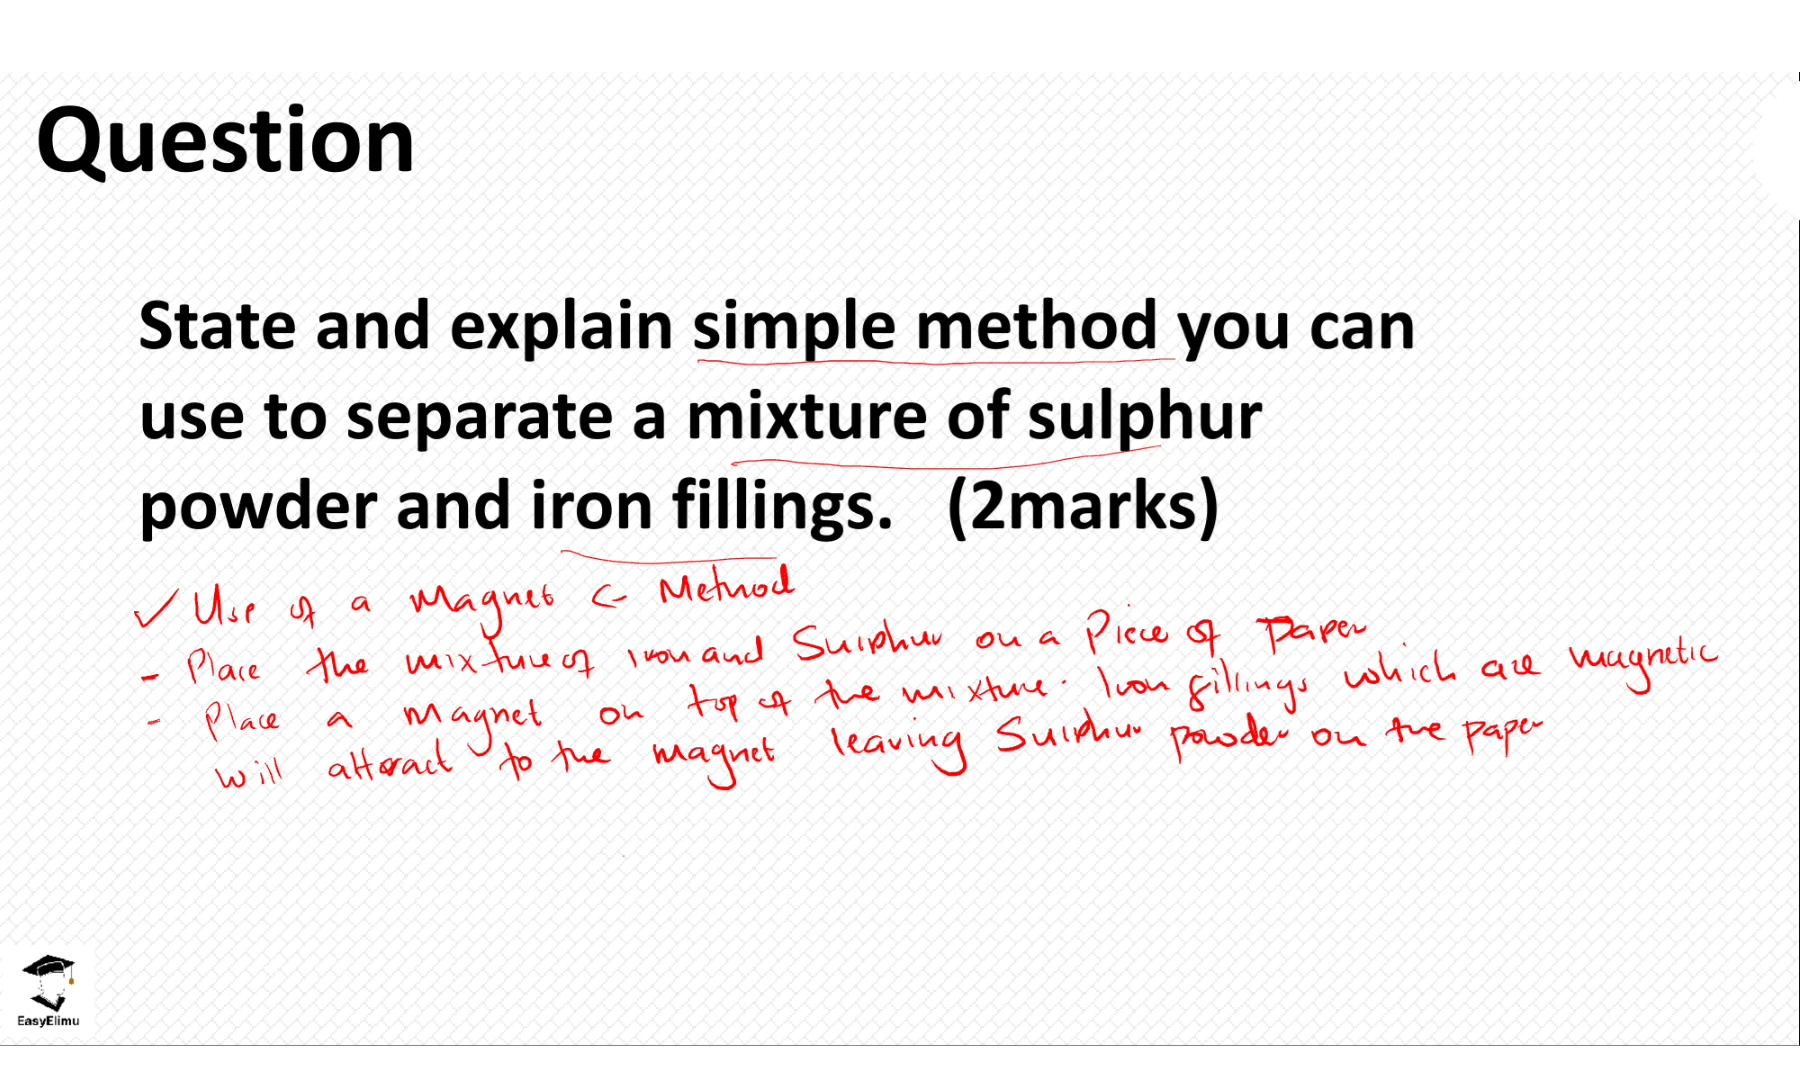 Question
State and explain simple method you can
use to separate a mixture of sulphur
powder and iron fillings. (2marks)
✓ Use of a Magnet ← Method
- Place the mixture of Iron and Sulphur on a Piece of Paper
- Place a magnet on top of the mixture. Iron fillings which are magnetic
will attract to the magnet leaving Sulphur powder on the paper
EasyElimu